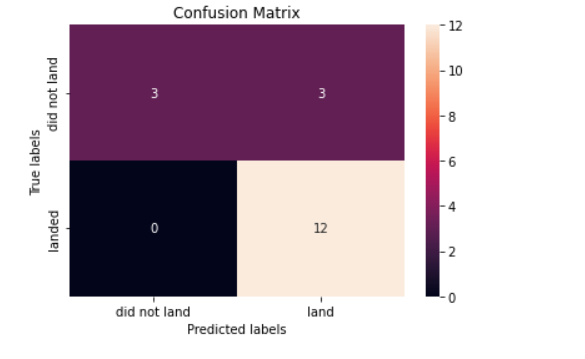 Confusion Matrix
True labels
did not land
landed
3
3
0
12
did not land
land
Predicted labels
12
10
8
6
4
2
0